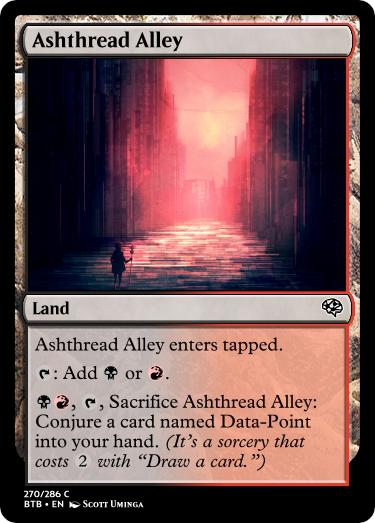 Ashthread Alley
Land
Ashthread Alley enters tapped.
: Add or .
, , Sacrifice Ashthread Alley:
Conjure a card named Data-Point
into your hand. (It's a sorcery that
costs 2 with “Draw a card.”)
270/286 C
BTB • EN Scott Uminga